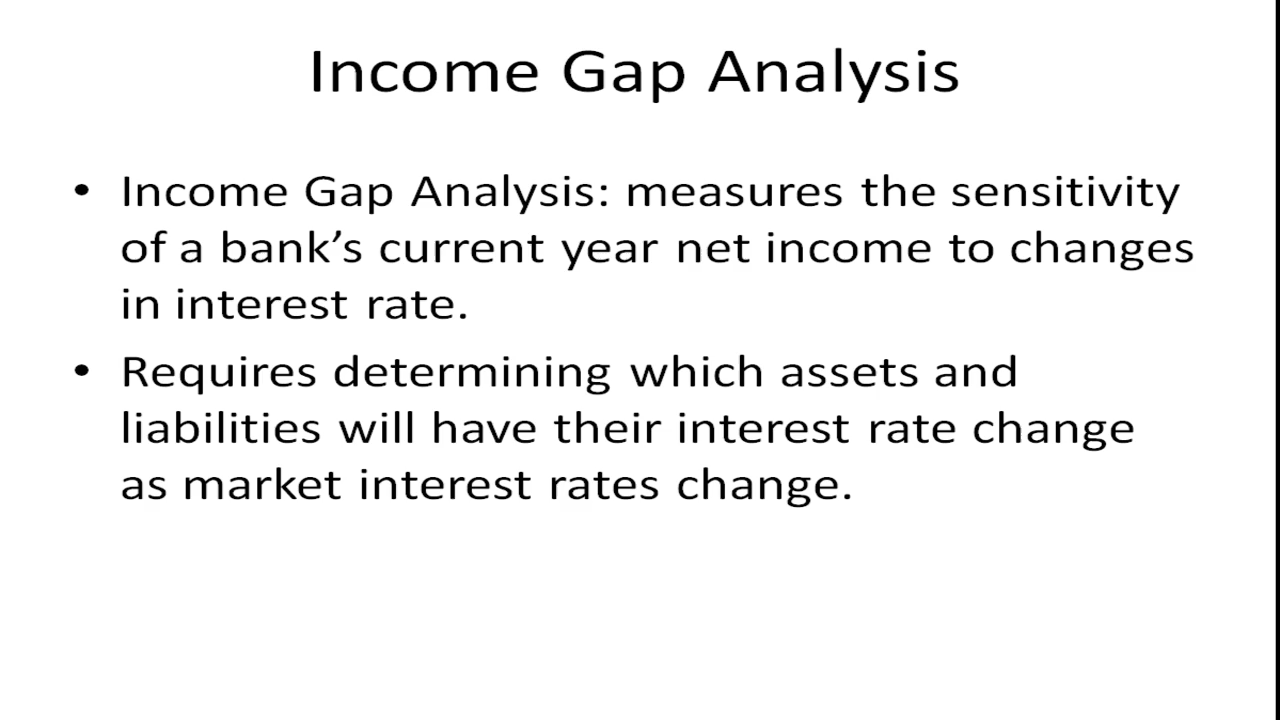 Income Gap Analysis
• Income Gap Analysis: measures the sensitivity
of a bank’s current year net income to changes
in interest rate.
• Requires determining which assets and
liabilities will have their interest rate change
as market interest rates change.